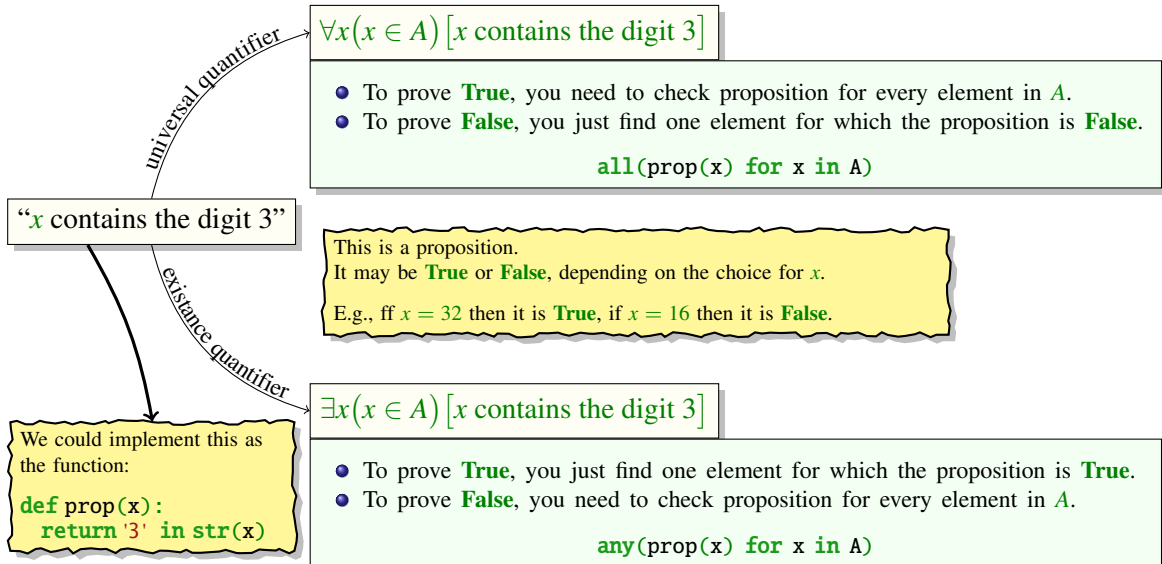 universal quantifier
∀x(x ∈ A) [x contains the digit 3]
To prove True, you need to check proposition for every element in A.
To prove False, you just find one element for which the proposition is False.
all(prop(x) for x in A)
“x contains the digit 3”
This is a proposition.
It may be True or False, depending on the choice for x.
E.g., ff x = 32 then it is True, if x = 16 then it is False.
existance quantifier
∃x(x ∈ A) [x contains the digit 3]
To prove True, you just find one element for which the proposition is True.
To prove False, you need to check proposition for every element in A.
any(prop(x) for x in A)
We could implement this as
the function:
def prop(x):
return '3' in str(x)